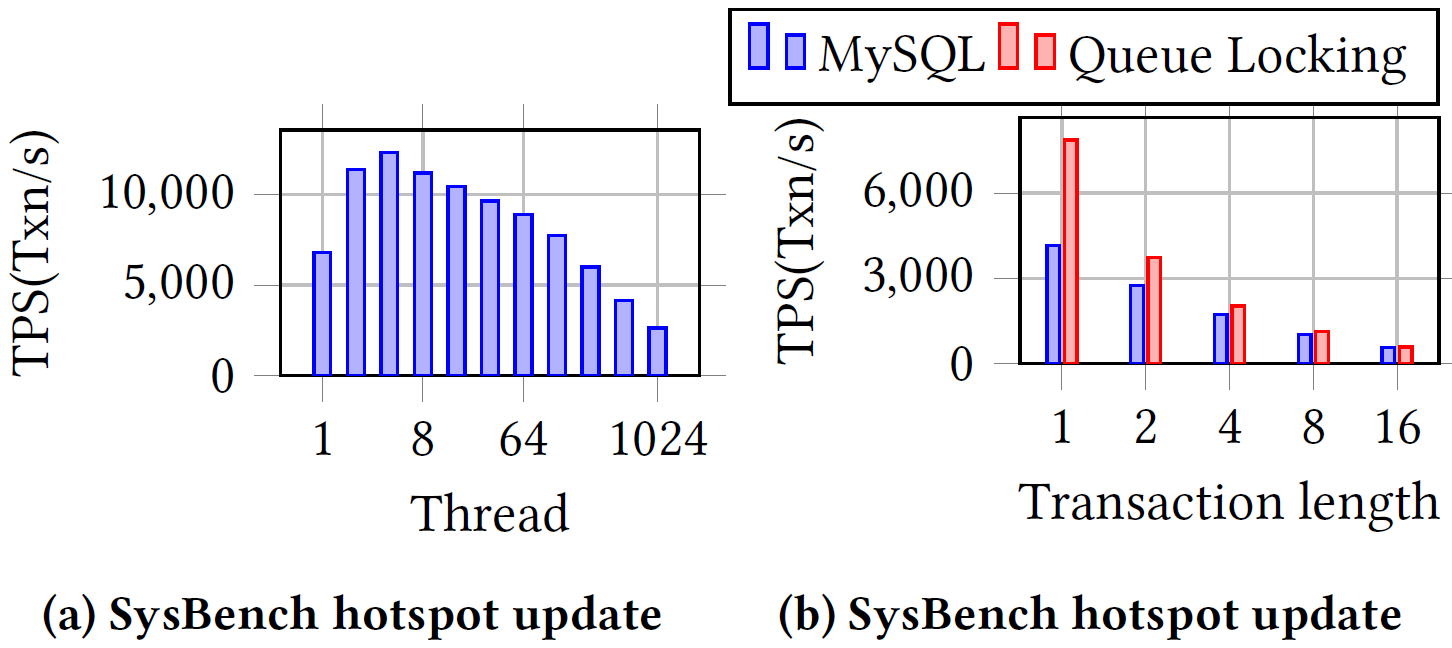 MySQL Queue Locking
TPS(Txn/s)
10,000
5,000
0
1 8 64 1024
Thread
(a) SysBench hotspot update
TPS(Txn/s)
6,000
3,000
0
1 2 4 8 16
Transaction length
(b) SysBench hotspot update